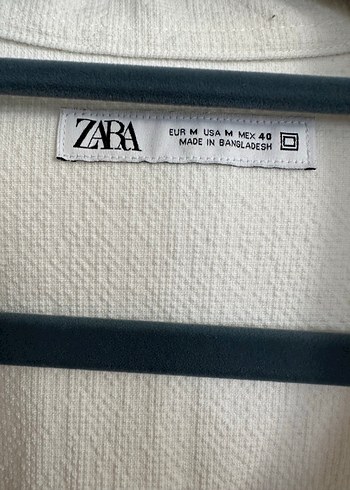 ZARA
EUR M USA M MEX 40
MADE IN BANGLADESH